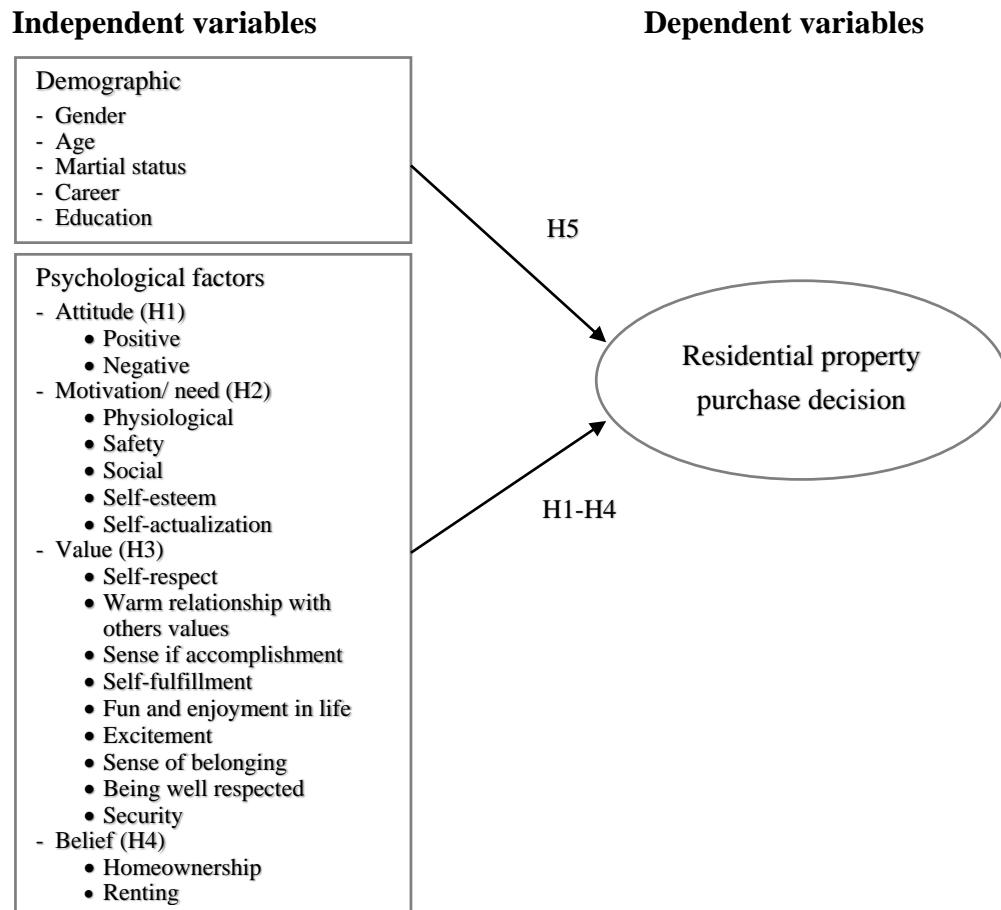 Independent variables
Dependent variables
Demographic
- Gender
- Age
- Martial status
- Career
- Education
H5
Psychological factors
- Attitude (H1)
• Positive
• Negative
- Motivation/ need (H2)
• Physiological
• Safety
• Social
• Self-esteem
• Self-actualization
- Value (H3)
• Self-respect
• Warm relationship with
others values
• Sense if accomplishment
• Self-fulfillment
• Fun and enjoyment in life
• Excitement
• Sense of belonging
• Being well respected
• Security
- Belief (H4)
• Homeownership
• Renting
H1-H4
Residential property
purchase decision